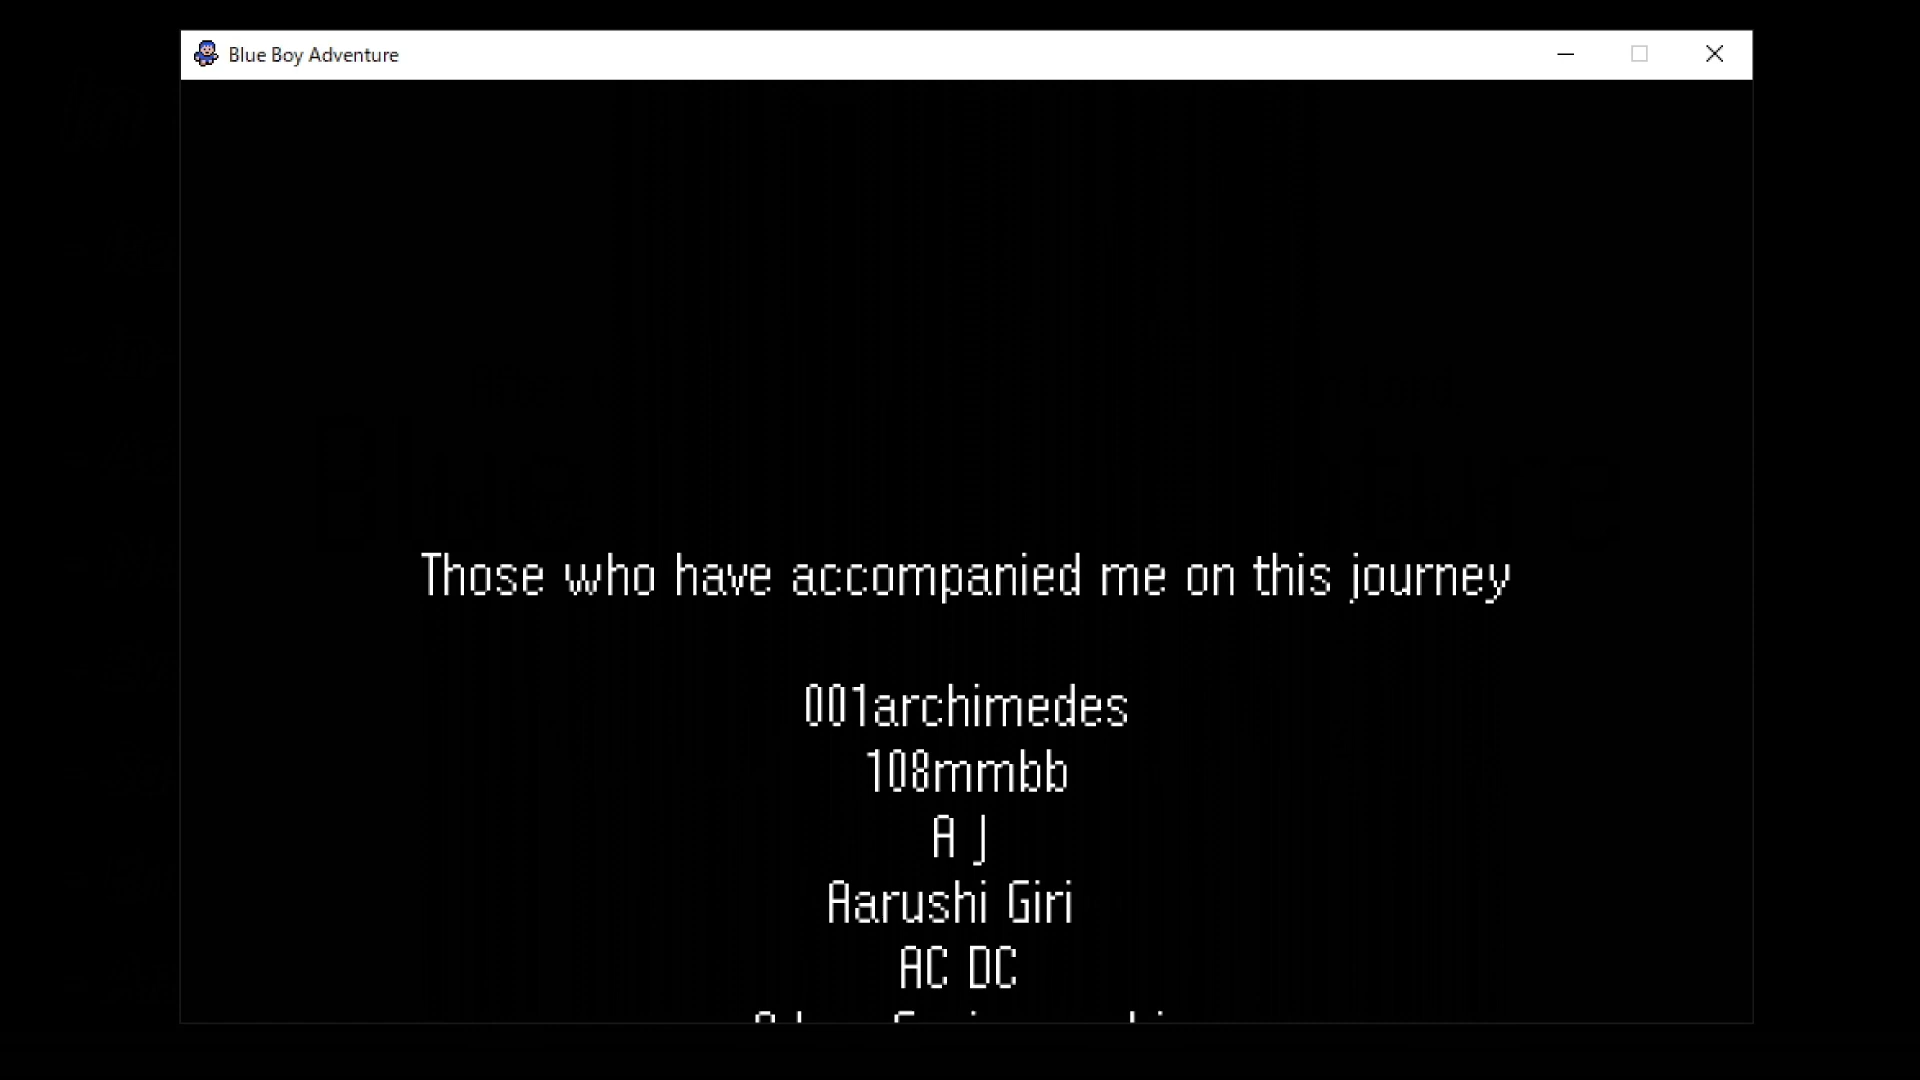 Blue Boy Adventure
Those who have accompanied me on this journey
001archimedes
108mmbb
A J
Aarushi Giri
AC DC